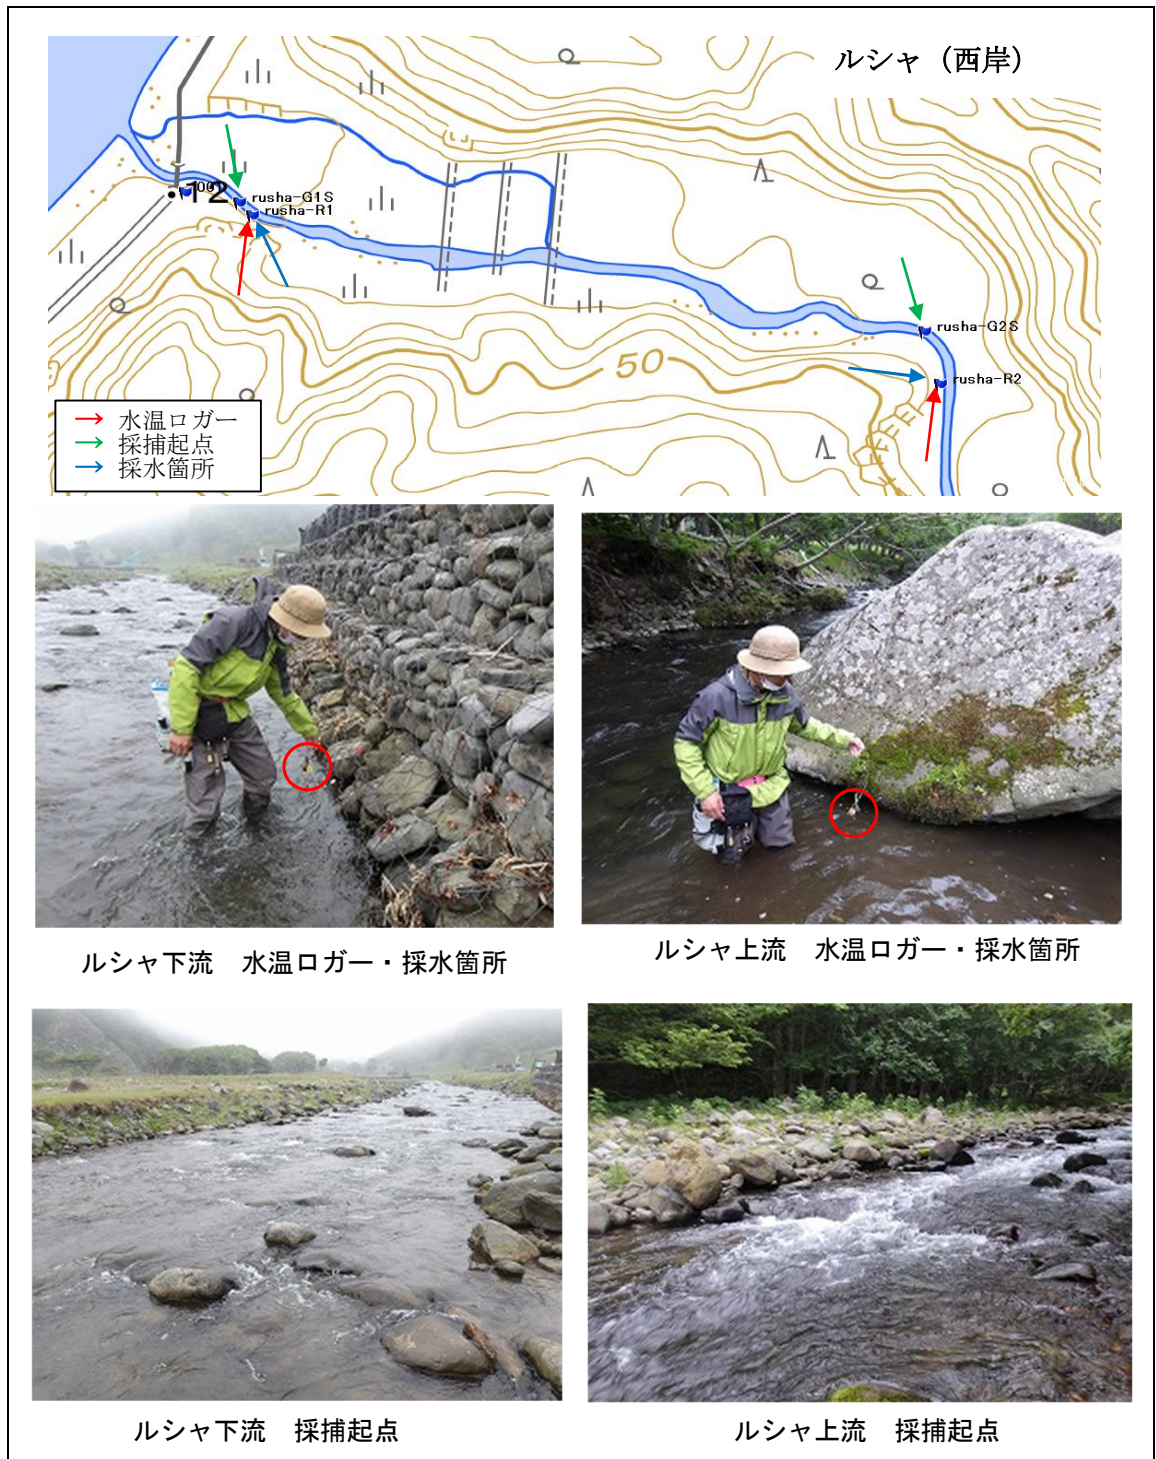 ルシャ（西岸）
12
rusha-G1S
rusha-R1
rusha-G2S
rusha-R2
50
水温ロガー
採捕起点
採水箇所
ルシャ下流　水温ロガー・採水箇所
ルシャ上流　水温ロガー・採水箇所
ルシャ下流　採捕起点
ルシャ上流　採捕起点